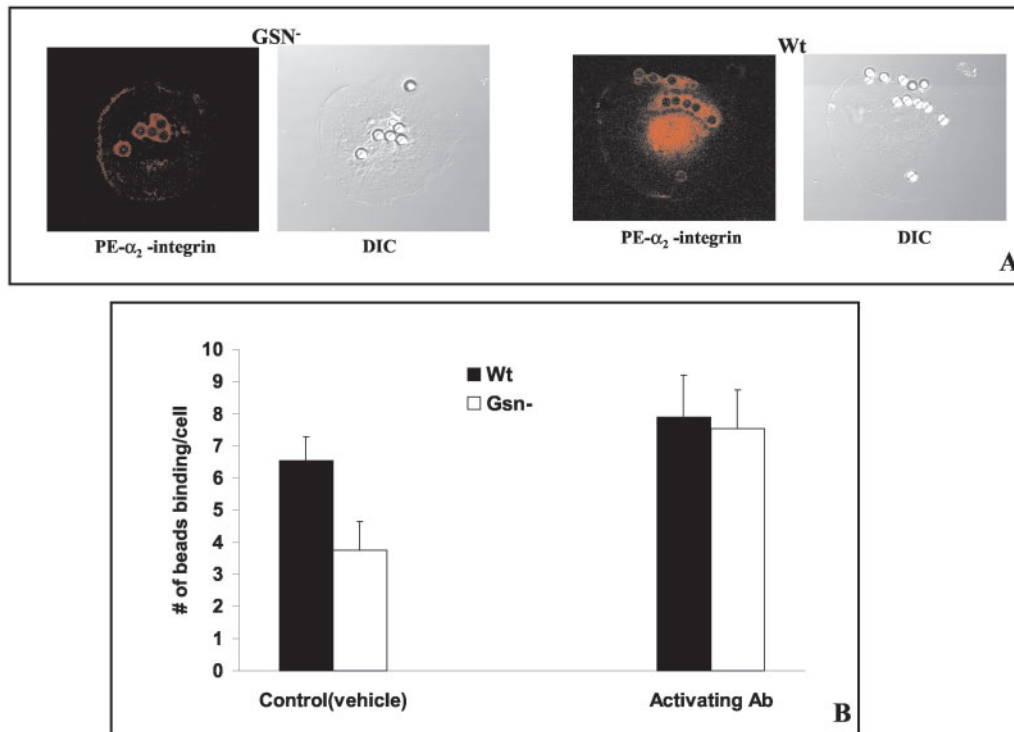 GSN-
Wt
PE-α₂ -integrin
DIC
PE-α₂ -integrin
DIC
A
10
9
8
7
6
5
4
3
2
1
0
# of beads binding/cell
Wt
Gsn-
Control(vehicle)
Activating Ab
B